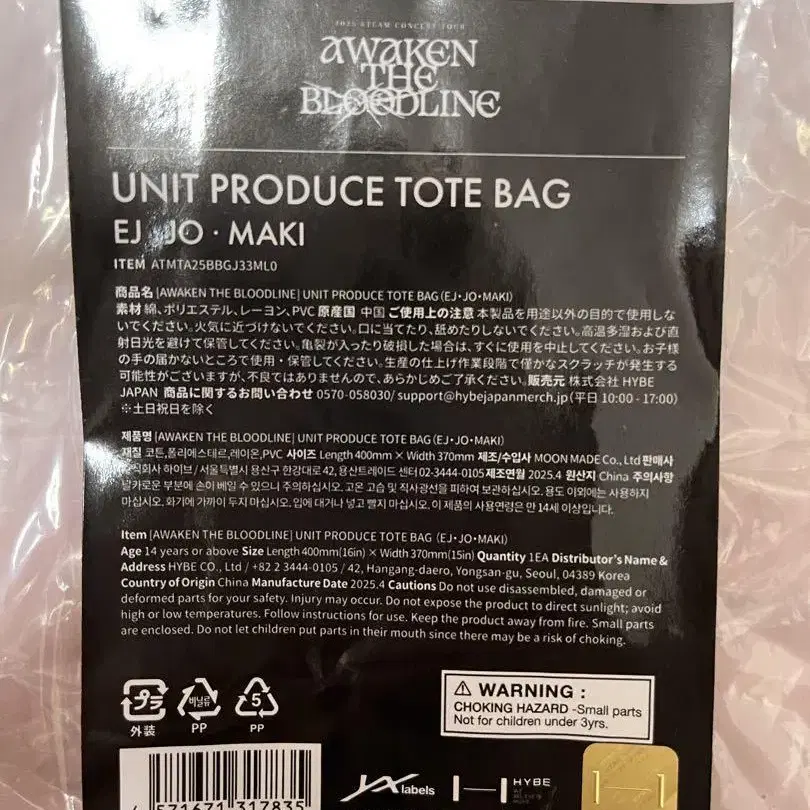 2025 &TEAM CONCERT TOUR
AWAKEN
THE
BLOODLINE
UNIT PRODUCE TOTE BAG
EJ · JO · MAKI
ITEM ATMTA25BBGJ33ML0
商品名 [AWAKEN THE BLOODLINE] UNIT PRODUCE TOTE BAG (EJ・JO・MAKI)
素材 綿、ポリエステル、レーヨン、PVC 原産国 中国 ご使用上の注意 本製品を用途以外の目的で使用しな
いでください。火気に近づけないでください。口に当てたり、舐めたりしないでください。高温多湿および直
射日光を避けて保管してください。亀裂が入ったり破損した場合は、すぐに使用を中止してください。お子様
の手の届かないところで使用・保管してください。生産の仕上げ作業段階で僅かなスクラッチが発生する
可能性がございますが、不良ではありませんので、あらかじめご了承ください。販売元 株式会社 HYBE
JAPAN 商品に関するお問い合わせ 0570-058030/ support@hybejapanmerch.jp (平日 10:00 - 17:00)
※土日祝日を除く
제품명 [AWAKEN THE BLOODLINE] UNIT PRODUCE TOTE BAG (EJ·JO·MAKI)
재질 코튼,폴리에스테르,레이온,PVC 사이즈 Length 400mm × Width 370mm 제조/수입사 MOON MADE Co., Ltd 판매사
주식회사 하이브 / 서울특별시 용산구 한강대로 42, 용산트레이드 센터 02-3444-0105 제조연월 2025.4 원산지 China 주의사항
날카로운 부분에 손이 베일 수 있으니 주의하십시오. 고온 고습 및 직사광선을 피하여 보관하십시오. 용도 이외에는 사용하지
마십시오. 화기에 가까이 두지 마십시오. 입에 대거나 넣고 빨지 마십시오. 이 제품의 사용연령은 만 14세 이상입니다.
Item [AWAKEN THE BLOODLINE] UNIT PRODUCE TOTE BAG (EJ·JO·MAKI)
Age 14 years or above Size Length 400mm(16in) × Width 370mm(15in) Quantity 1EA Distributor's Name &
Address HYBE CO., Ltd / +82 2 3444-0105 / 42, Hangang-daero, Yongsan-gu, Seoul, 04389 Korea
Country of Origin China Manufacture Date 2025.4 Cautions Do not use disassembled, damaged or
deformed parts for your safety. Injury may occur. Do not expose the product to direct sunlight; avoid
high or low temperatures. Follow instructions for use. Keep the product away from fire. Small parts
are enclosed. Do not let children put parts in their mouth since there may be a risk of choking.
プラ
外装
비닐류
PP
5
PP
WARNING :
CHOKING HAZARD -Small parts
Not for children under 3yrs.
4 571671 317835
YX labels
HYBE